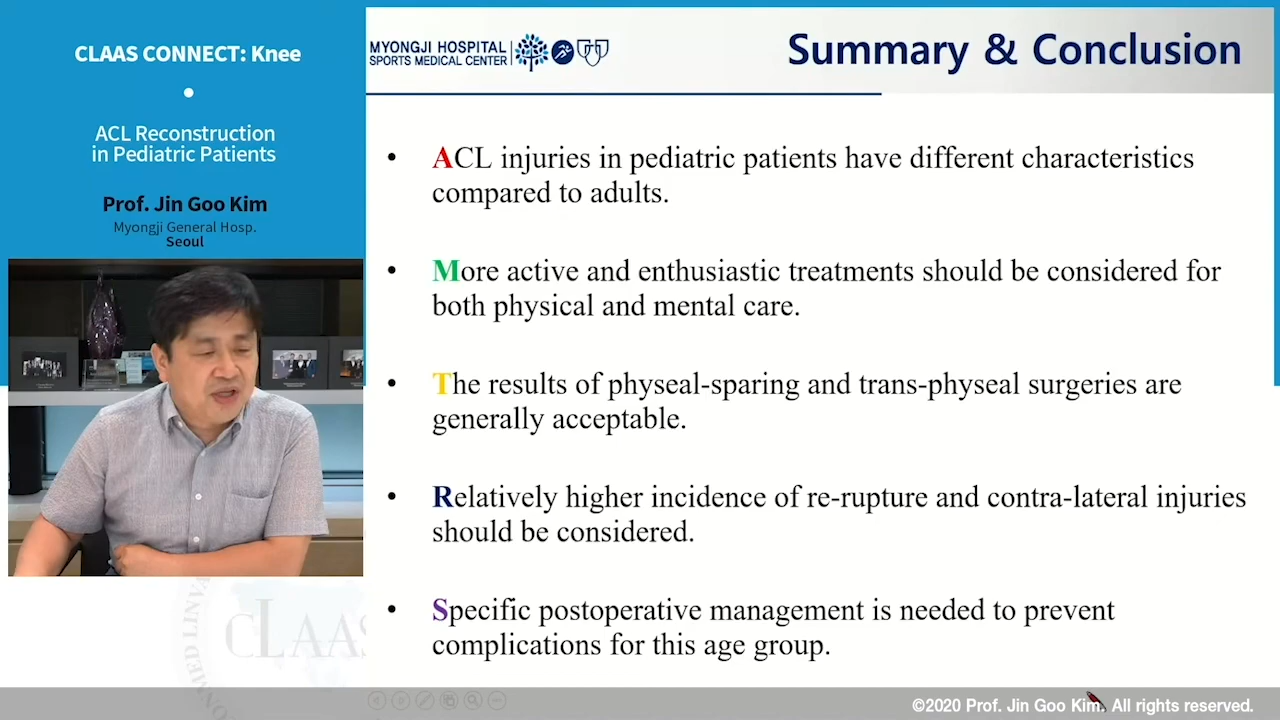 CLAAS CONNECT: Knee
ACL Reconstruction
in Pediatric Patients
Prof. Jin Goo Kim
Myongji General Hosp.
Seoul
MYONGJI HOSPITAL
SPORTS MEDICAL CENTER
Summary & Conclusion
• ACL injuries in pediatric patients have different characteristics
compared to adults.
• More active and enthusiastic treatments should be considered for
both physical and mental care.
• The results of physeal-sparing and trans-physeal surgeries are
generally acceptable.
• Relatively higher incidence of re-rupture and contra-lateral injuries
should be considered.
• Specific postoperative management is needed to prevent
complications for this age group.
CLAAS
©2020 Prof. Jin Goo Kim. All rights reserved.